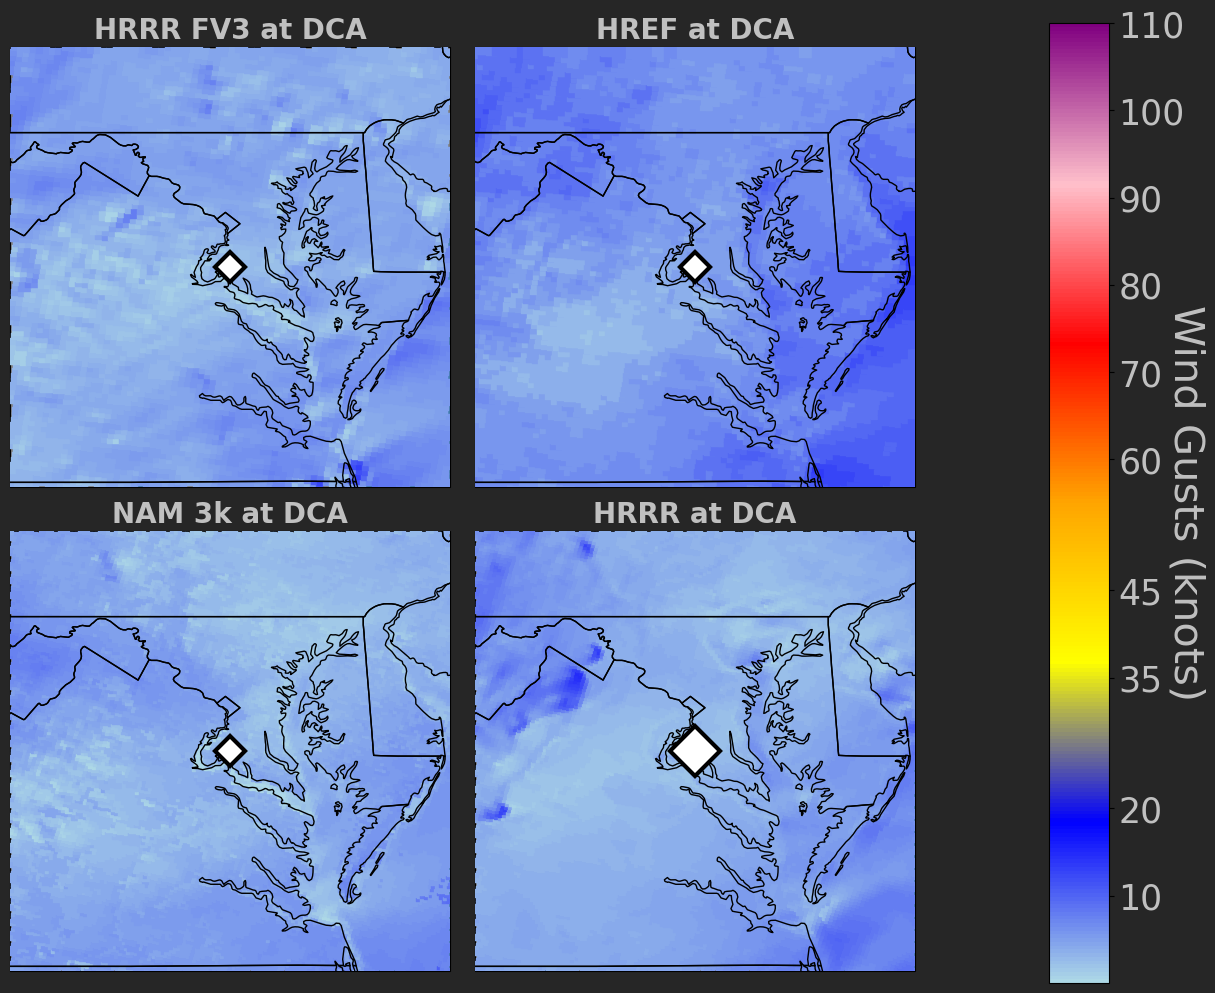 HRRR FV3 at DCA
HREF at DCA
NAM 3k at DCA
HRRR at DCA
110
100
90
80
70
60
45
35
20
10
Wind Gusts (knots)